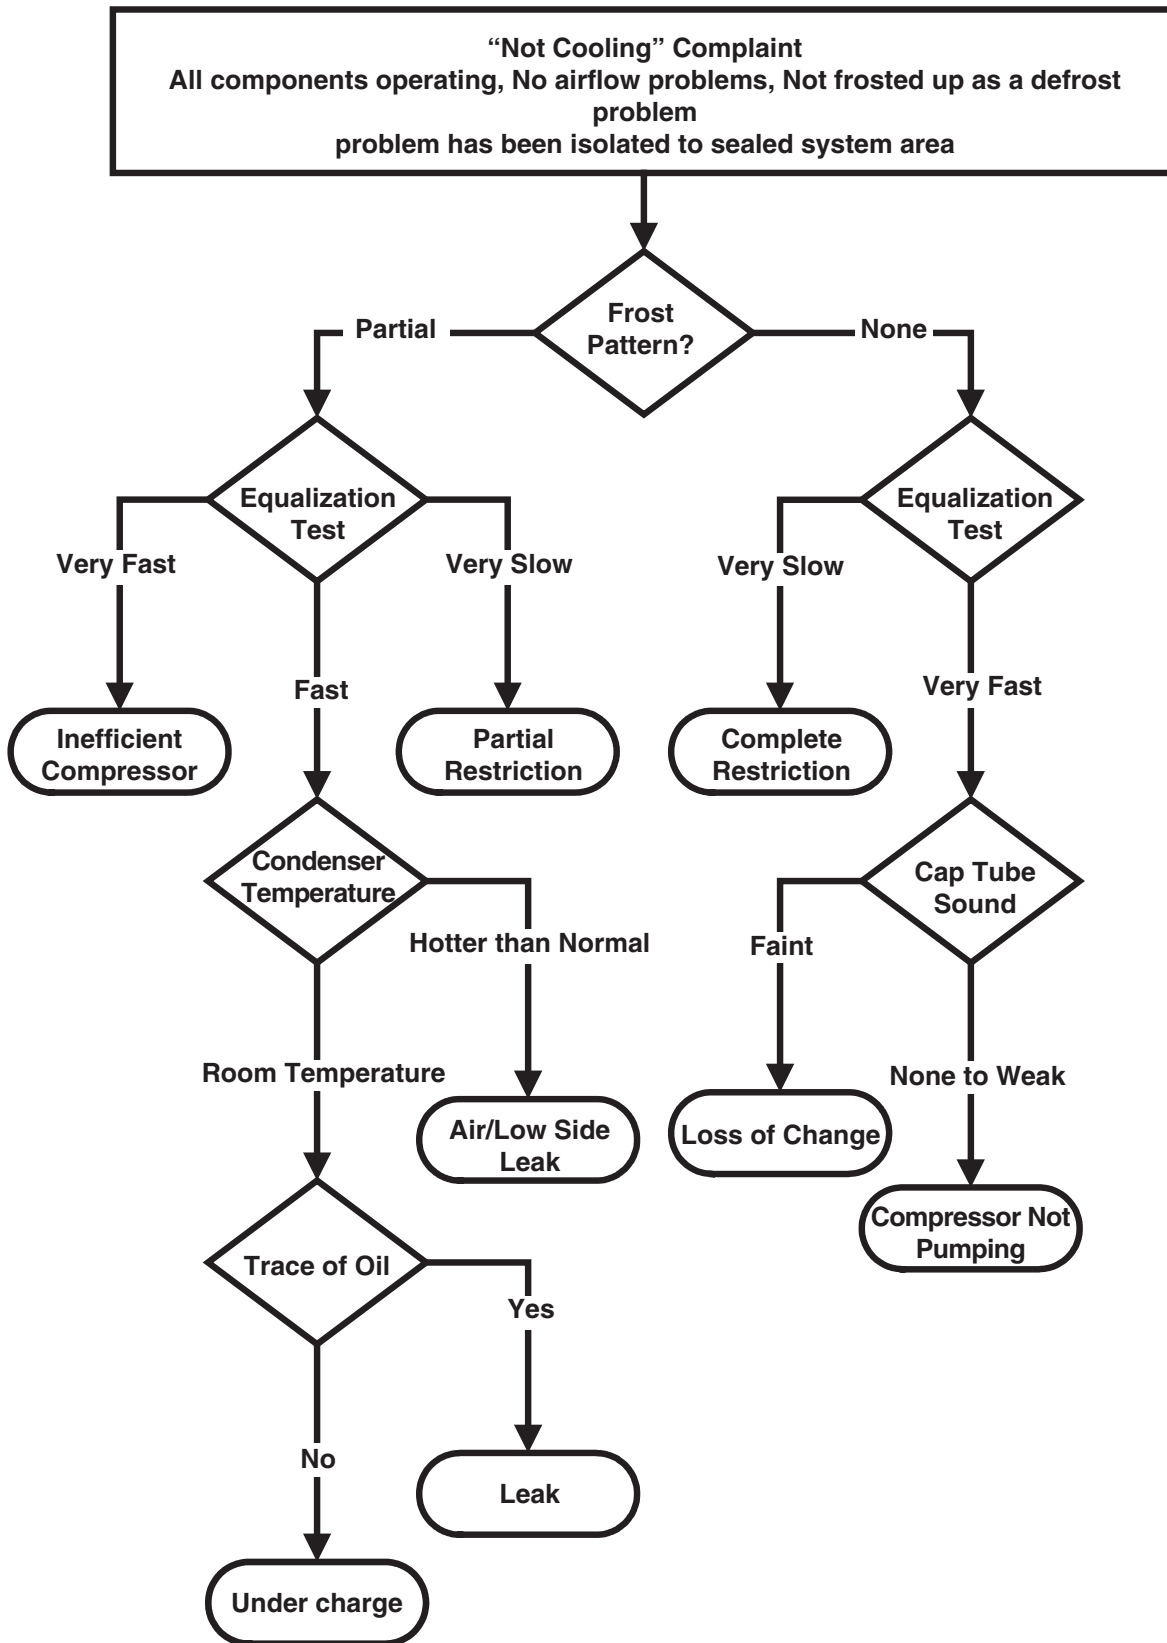 “Not Cooling” Complaint
All components operating, No airflow problems, Not frosted up as a defrost
problem
problem has been isolated to sealed system area
Frost
Pattern?
Partial
None
Equalization
Test
Equalization
Test
Very Fast
Very Slow
Very Slow
Fast
Very Fast
Inefficient
Compressor
Partial
Restriction
Complete
Restriction
Condenser
Temperature
Cap Tube
Sound
Hotter than Normal
Faint
Room Temperature
None to Weak
Air/Low Side
Leak
Loss of Change
Compressor Not
Pumping
Trace of Oil
Yes
No
Leak
Under charge